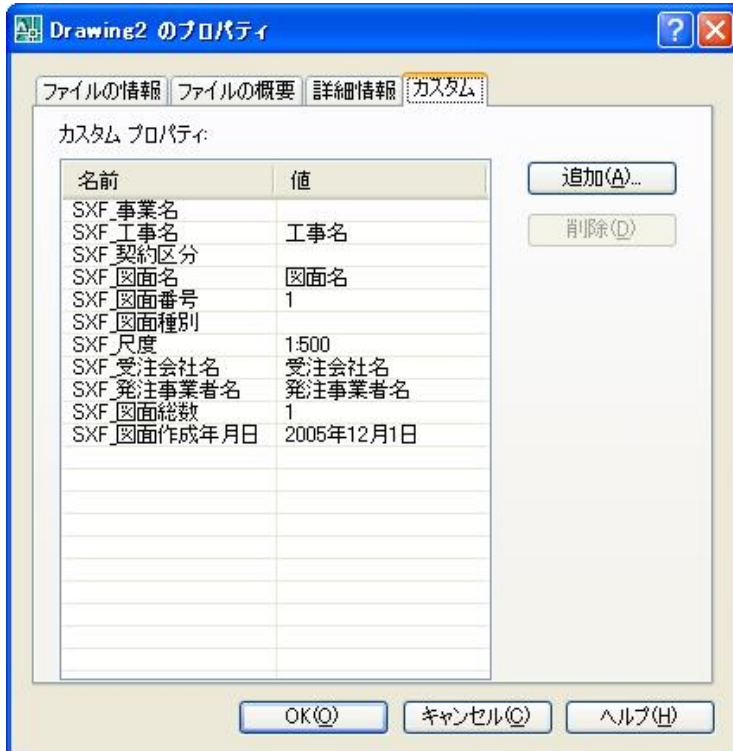 Drawing2 のプロパティ
ファイルの情報 ファイルの概要 詳細情報 カスタム
カスタム プロパティ:
名前 値
追加(A)...
SXF_事業名
SXF_工事名 工事名
削除(D)
SXF_契約区分
SXF_図面名 図面名
SXF_図面番号 1
SXF_図面種別
SXF_尺度 1:500
SXF_受注会社名 受注会社名
SXF_発注事業者名 発注事業者名
SXF_図面総数 1
SXF_図面作成年月日 2005年12月1日
OK(O) キャンセル(C) ヘルプ(H)